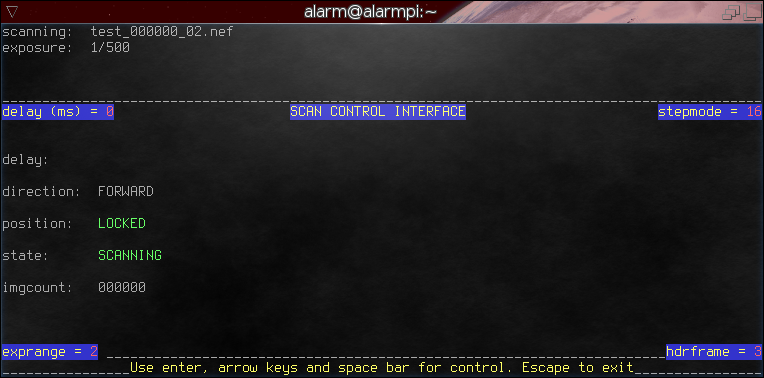 alarm@alarmpi:~
scanning: test_000000_02.nef
exposure: 1/500
delay (ms) = 0 SCAN CONTROL INTERFACE stepmode = 16
delay:
direction: FORWARD
position: LOCKED
state: SCANNING
imgcount: 000000
exprange = 2 hdrframe = 3
Use enter, arrow keys and space bar for control. Escape to exit